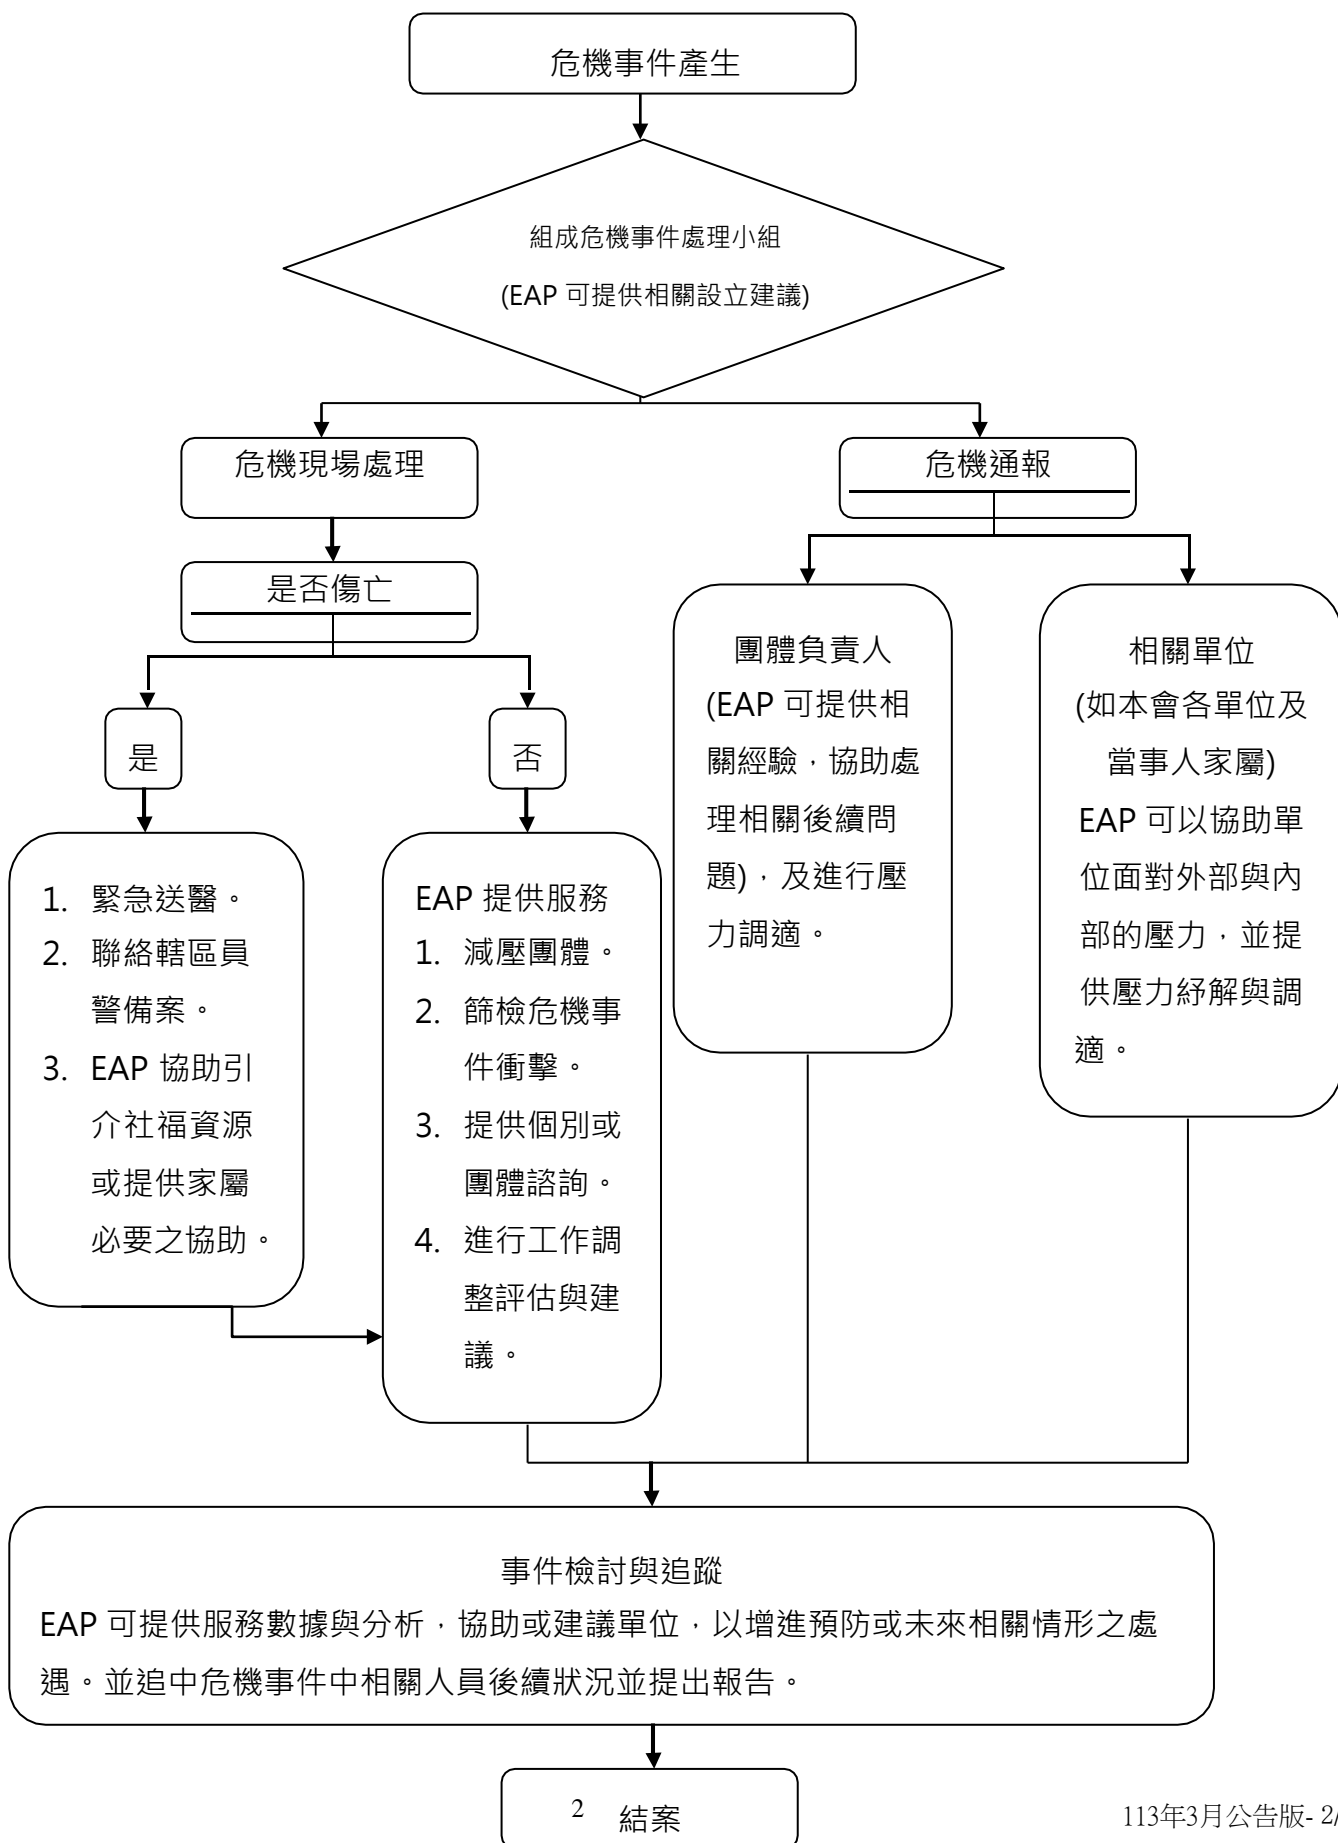 危機事件產生
組成危機事件處理小組
(EAP 可提供相關設立建議)
危機現場處理
危機通報
是否傷亡
是
否
團體負責人
(EAP 可提供相
關經驗，協助處
理相關後續問
題)，及進行壓
力調適。
相關單位
(如本會各單位及
當事人家屬)
EAP 可以協助單
位面對外部與內
部的壓力，並提
供壓力紓解與調
適。
1. 緊急送醫。
2. 聯絡轄區員
警備案。
3. EAP 協助引
介社福資源
或提供家屬
必要之協助。
EAP 提供服務
1. 減壓團體。
2. 篩檢危機事
件衝擊。
3. 提供個別或
團體諮詢。
4. 進行工作調
整評估與建
議。
事件檢討與追蹤
EAP 可提供服務數據與分析，協助或建議單位，以增進預防或未來相關情形之處
遇。並追中危機事件中相關人員後續狀況並提出報告。
2
結案
113年3月公告版- 2/